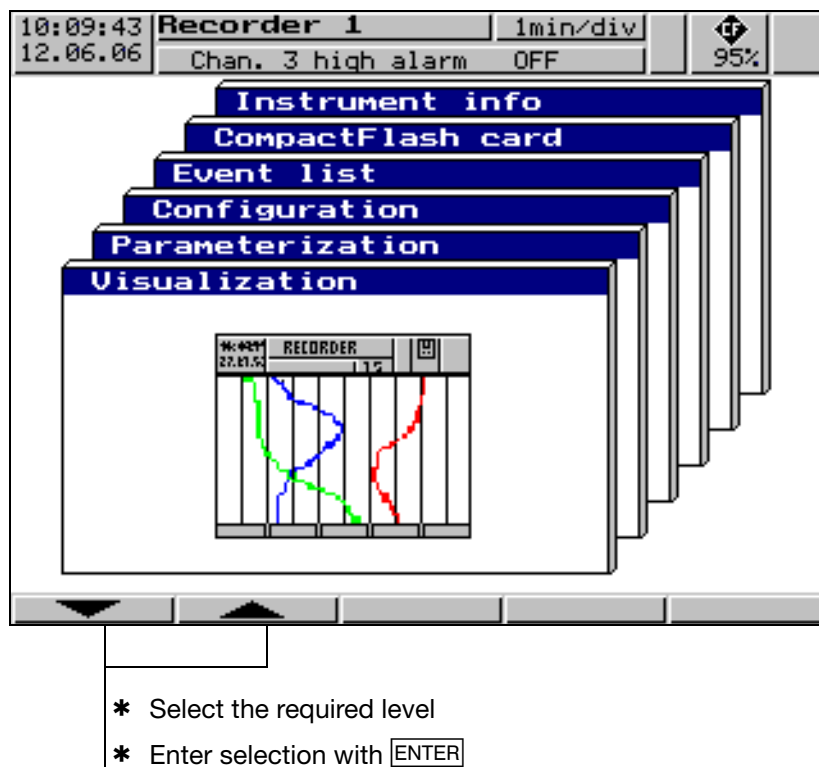 10:09:43 Recorder 1 1min/div
12.06.06 Chan. 3 high alarm OFF 95%
CF
Instrument info
CompactFlash card
Event list
Configuration
Parameterization
Visualization
RECORDER
✱ Select the required level
✱ Enter selection with ENTER